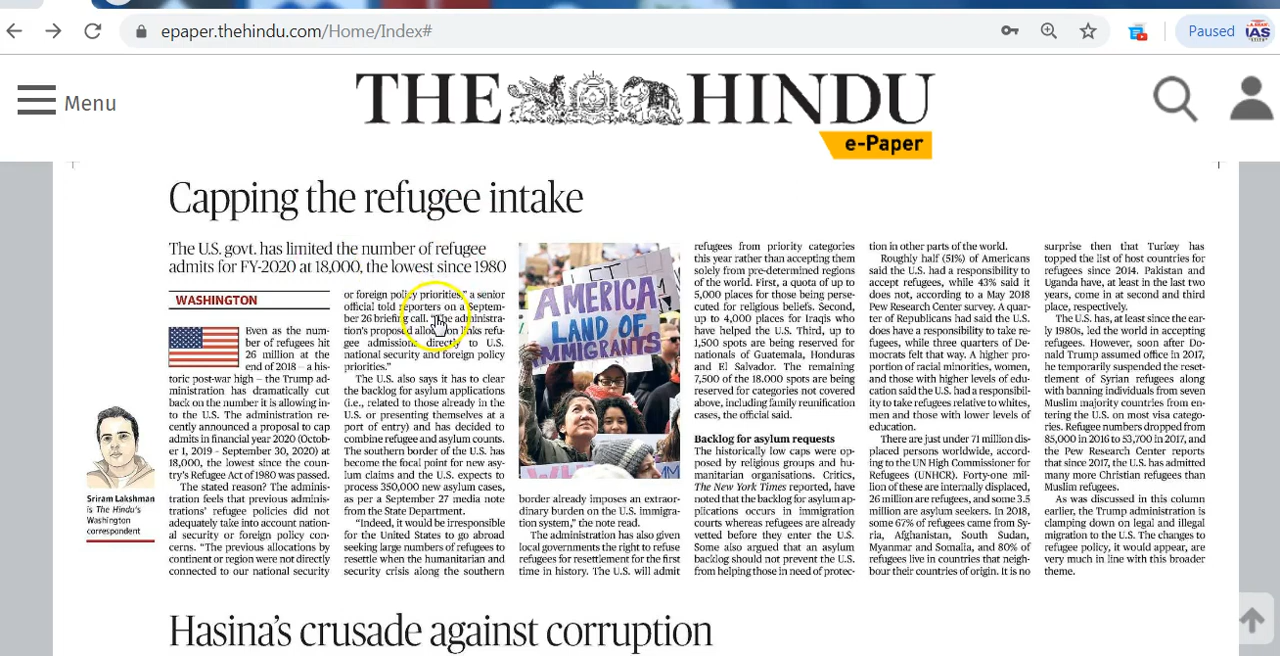 epaper.thehindu.com/Home/Index#
Paused
IAS
Menu
THE HINDU
e-Paper
Capping the refugee intake
The U.S. govt. has limited the number of refugee
admits for FY-2020 at 18,000, the lowest since 1980
WASHINGTON
Even as the num-
ber of refugees hit
26 million at the
end of 2018 – a his-
toric post-war high – the Trump ad-
ministration has dramatically cut
back on the number it is allowing in-
to the U.S. The administration re-
cently announced a proposal to cap
admits in financial year 2020 (Octob-
er 1, 2019 - September 30, 2020) at
18,000, the lowest since the coun-
try's Refugee Act of 1980 was passed.
The stated reason? The admini-
stration feels that previous adminis-
trations' refugee policies did not
adequately take into account nation-
al security or foreign policy con-
cerns. “The previous allocations by
continent or region were not directly
connected to our national security
Sriram Lakshman
is The Hindu's
Washington
correspondent
or foreign policy priorities,” a senior
official told reporters on a Septem-
ber 26 briefing call. “The administra-
tion's proposed allocation links refu-
gee admissions directly to U.S.
national security and foreign policy
priorities.”
The U.S. also says it has to clear
the backlog for asylum applications
(i.e., related to those already in the
U.S. or presenting themselves at a
port of entry) and has decided to
combine refugee and asylum counts.
The southern border of the U.S. has
become the focal point for new asy-
lum claims and the U.S. expects to
process 350,000 new asylum cases,
as per a September 27 media note
from the State Department.
“Indeed, it would be irresponsible
for the United States to go abroad
seeking large numbers of refugees to
resettle when the humanitarian and
security crisis along the southern
AMERICA
LAND OF
IMMIGRANTS
border already imposes an extraor-
dinary burden on the U.S. immigra-
tion system,” the note read.
The administration has also given
local governments the right to refuse
refugees for resettlement for the first
time in history. The U.S. will admit
refugees from priority categories
this year rather than accepting them
solely from pre-determined regions
of the world. First, a quota of up to
5,000 places for those being perse-
cuted for religious beliefs. Second,
up to 4,000 places for Iraqis who
have helped the U.S. Third, up to
1,500 spots are being reserved for
nationals of Guatemala, Honduras
and El Salvador. The remaining
7,500 of the 18.000 spots are being
reserved for categories not covered
above, including family reunification
cases, the official said.
Backlog for asylum requests
The historically low caps were op-
posed by religious groups and hu-
manitarian organisations. Critics,
The New York Times reported, have
noted that the backlog for asylum ap-
plications occurs in immigration
courts whereas refugees are already
vetted before they enter the U.S.
Some also argued that an asylum
backlog should not prevent the U.S.
from helping those in need of protec-
tion in other parts of the world.
Roughly half (51%) of Americans
said the U.S. had a responsibility to
accept refugees, while 43% said it
does not, according to a May 2018
Pew Research Center survey. A quar-
ter of Republicans had said the U.S.
does have a responsibility to take re-
fugees, while three quarters of De-
mocrats felt that way. A higher pro-
portion of racial minorities, women,
and those with higher levels of edu-
cation said the U.S. had a responsibil-
ity to take refugees relative to whites,
men and those with lower levels of
education.
There are just under 71 million dis-
placed persons worldwide, accord-
ing to the UN High Commissioner for
Refugees (UNHCR). Forty-one mil-
lion of these are internally displaced,
26 million are refugees, and some 3.5
million are asylum seekers. In 2018,
some 67% of refugees came from Sy-
ria, Afghanistan, South Sudan,
Myanmar and Somalia, and 80% of
refugees live in countries that neigh-
bour their countries of origin. It is no
surprise then that Turkey has
topped the list of host countries for
refugees since 2014. Pakistan and
Uganda have, at least in the last two
years, come in at second and third
place, respectively.
The U.S. has, at least since the ear-
ly 1980s, led the world in accepting
refugees. However, soon after Do-
nald Trump assumed office in 2017,
he temporarily suspended the reset-
tlement of Syrian refugees along
with banning individuals from seven
Muslim majority countries from en-
tering the U.S. on most visa catego-
ries. Refugee numbers dropped from
85,000 in 2016 to 53,700 in 2017, and
the Pew Research Center reports
that since 2017, the U.S. has admitted
many more Christian refugees than
Muslim refugees.
As was discussed in this column
earlier, the Trump administration is
clamping down on legal and illegal
migration to the U.S. The changes to
refugee policy, it would appear, are
very much in line with this broader
theme.
Hasina's crusade against corruption